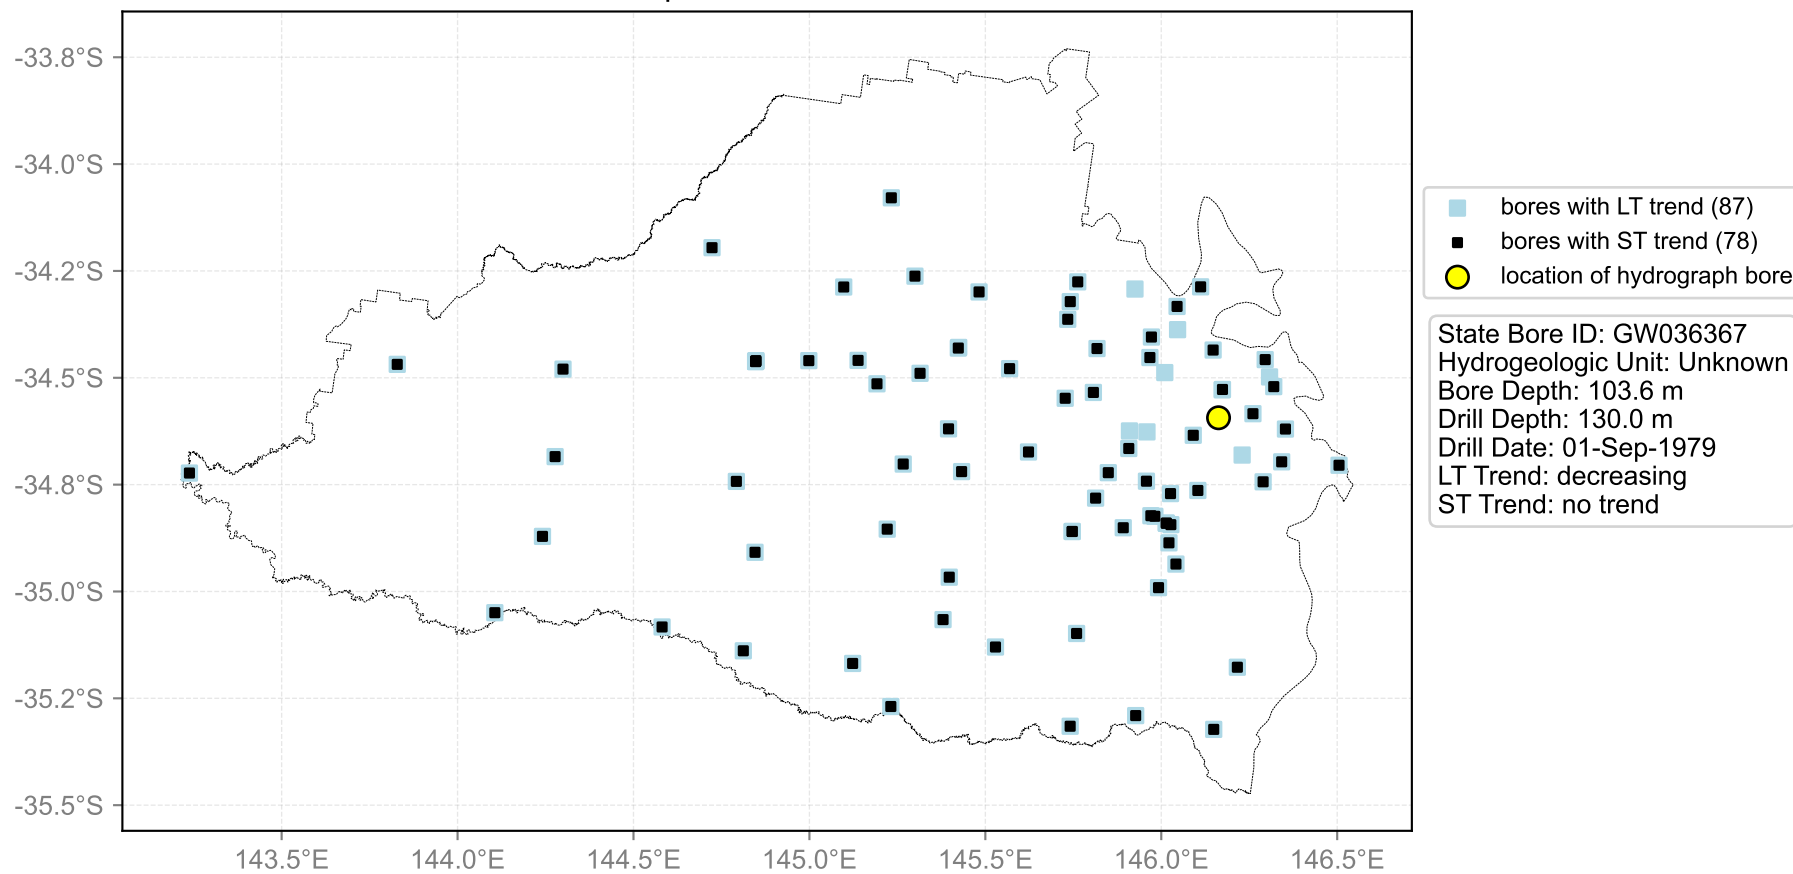 -33.8°S
-34.0°S
-34.2°S
-34.5°S
-34.8°S
-35.0°S
-35.2°S
-35.5°S
143.5°E
144.0°E
144.5°E
145.0°E
145.5°E
146.0°E
146.5°E
bores with LT trend (87)
bores with ST trend (78)
location of hydrograph bore
State Bore ID: GW036367
Hydrogeologic Unit: Unknown
Bore Depth: 103.6 m
Drill Depth: 130.0 m
Drill Date: 01-Sep-1979
LT Trend: decreasing
ST Trend: no trend